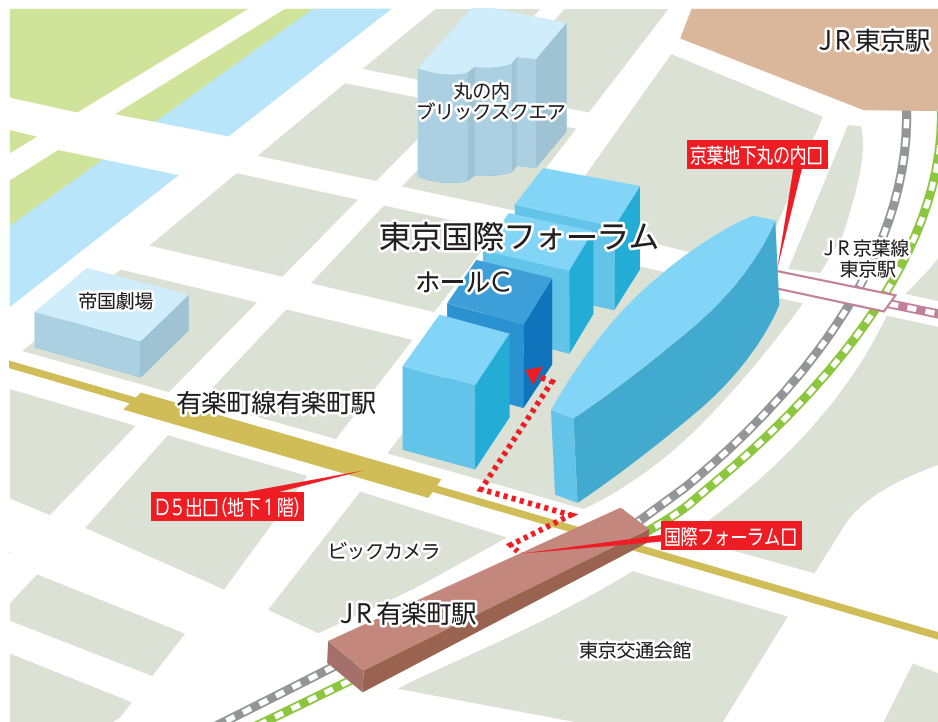 JR東京駅
丸の内
ブリックスクエア
京葉地下丸の内口
東京国際フォーラム
ホールC
JR京葉線
東京駅
帝国劇場
有楽町線有楽町駅
D5出口(地下1階)
国際フォーラム口
ビックカメラ
JR有楽町駅
東京交通会館